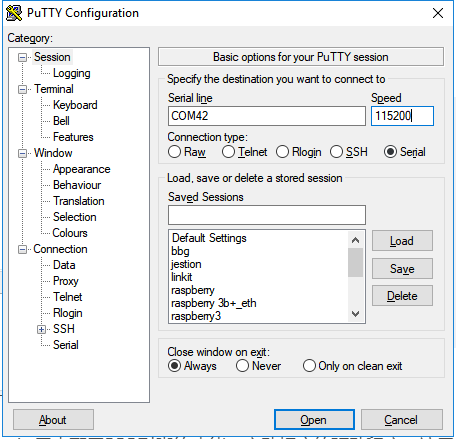 PuTTY Configuration
Category:
Session
Logging
Terminal
Keyboard
Bell
Features
Window
Appearance
Behaviour
Translation
Selection
Colours
Connection
Data
Proxy
Telnet
Rlogin
SSH
Serial
Basic options for your PuTTY session
Specify the destination you want to connect to
Serial line Speed
COM42 115200
Connection type:
Raw Telnet Rlogin SSH Serial
Load, save or delete a stored session
Saved Sessions
Default Settings
bbg
jestion
linkit
raspberry
raspberry 3b+_eth
raspberry3
Load
Save
Delete
Close window on exit:
Always Never Only on clean exit
About Open Cancel